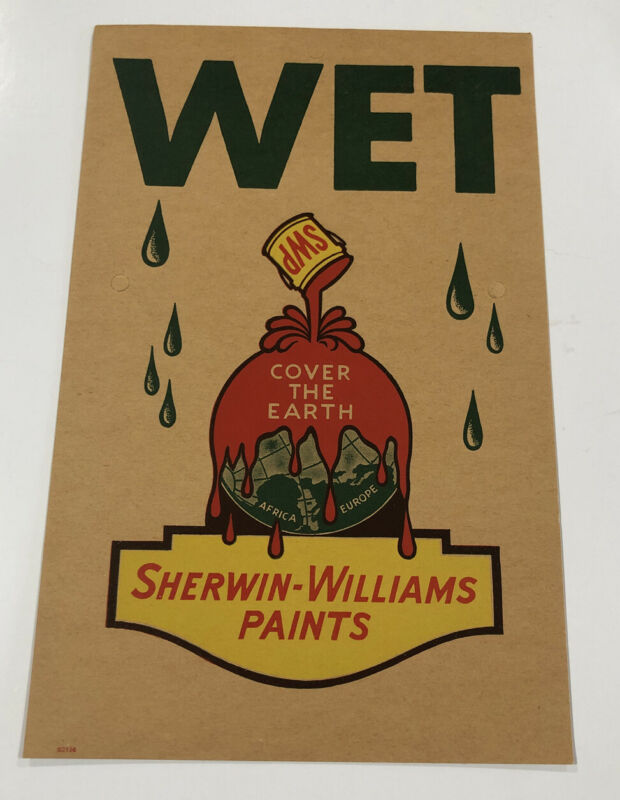 WET
SWP
COVER
THE
EARTH
AFRICA
EUROPE
SHERWIN-WILLIAMS
PAINTS